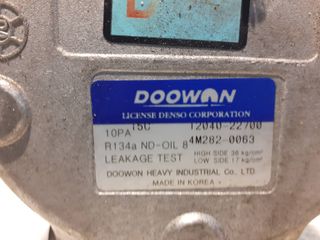 DOOWON
LICENSE DENSO CORPORATION
10PA 15C 12040-22700
R134a ND-OIL 8 4M282-0063
LEAKAGE TEST HIGH SIDE 36 kg/cm²
LOW SIDE 17 kg/cm²
DOOWON HEAVY INDUSTRIAL Co., LTD.
MADE IN KOREA